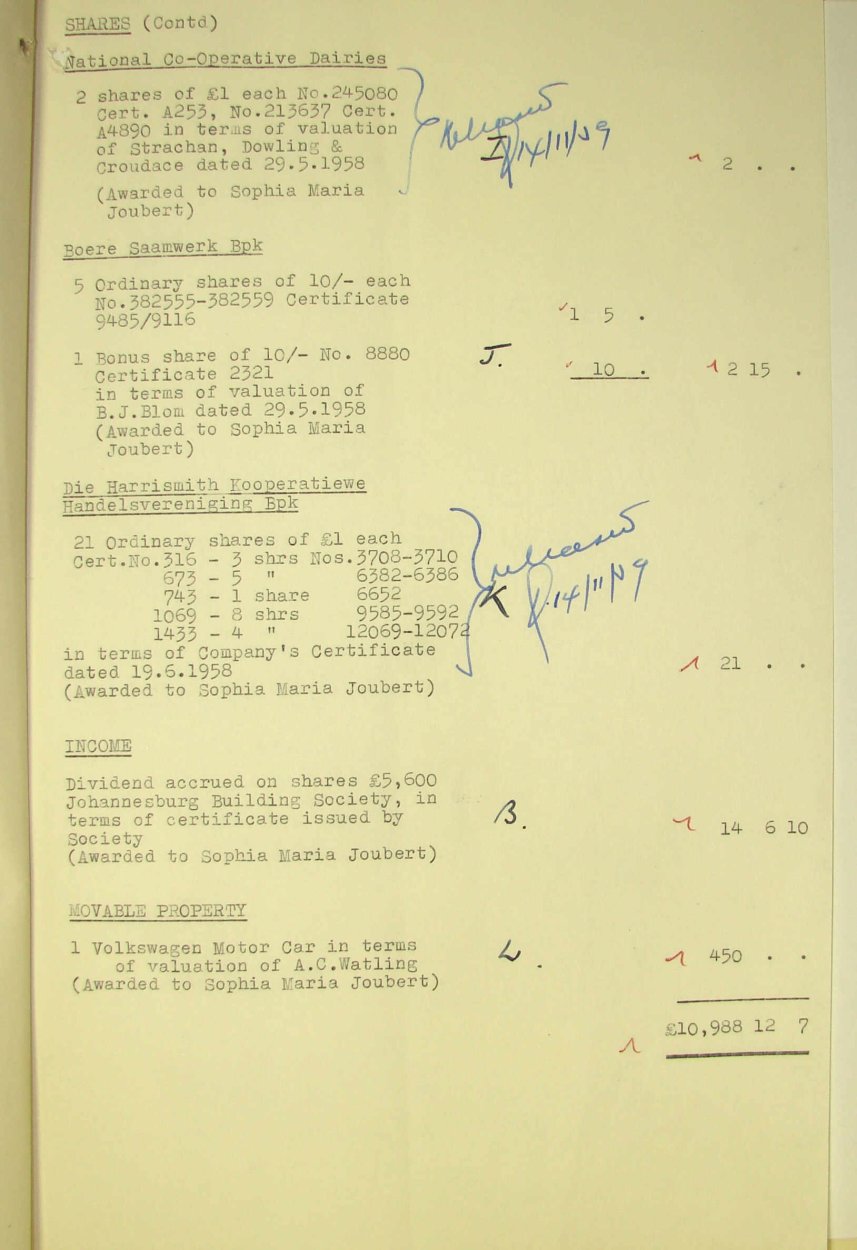 SHARES (Contd)
National Co-Operative Dairies
2 shares of £1 each No.245080
Cert. A253, No.213637 Cert.
A4890 in terms of valuation
of Strachan, Dowling &
Croudace dated 29.5.1958
(Awarded to Sophia Maria
Joubert)
Released
I 14/11/59
2 . .
Boere Saamwerk Bpk
5 Ordinary shares of 10/- each
No.382555-382559 Certificate
9485/9116
1 5 .
1 Bonus share of 10/- No. 8880
Certificate 2321
in terms of valuation of
B.J.Blom dated 29.5.1958
(Awarded to Sophia Maria
Joubert)
J.
10 . 2 15 .
Die Harrismith Kooperatiewe
Handelsvereniging Bpk
21 Ordinary shares of £1 each
Cert.No.316 - 3 shrs Nos.3708-3710
673 - 5 " 6382-6386
743 - 1 share 6652
1069 - 8 shrs 9585-9592
1433 - 4 " 12069-12072
in terms of Company's Certificate
dated 19.6.1958
(Awarded to Sophia Maria Joubert)
Released
K 14/11/59
21 . .
INCOME
Dividend accrued on shares £5,600
Johannesburg Building Society, in
terms of certificate issued by
Society
(Awarded to Sophia Maria Joubert)
B.
14 6 10
MOVABLE PROPERTY
1 Volkswagen Motor Car in terms
of valuation of A.C.Watling
(Awarded to Sophia Maria Joubert)
L.
450 . .
£10,988 12 7